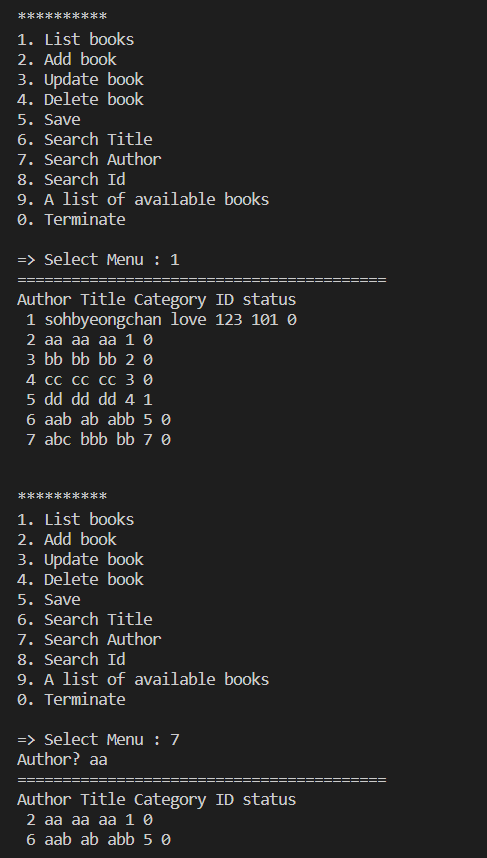 **********
1. List books
2. Add book
3. Update book
4. Delete book
5. Save
6. Search Title
7. Search Author
8. Search Id
9. A list of available books
0. Terminate
=> Select Menu : 1
=========================================
Author Title Category ID status
1 sohbyeongchan love 123 101 0
2 aa aa aa 1 0
3 bb bb bb 2 0
4 cc cc cc 3 0
5 dd dd dd 4 1
6 aab ab abb 5 0
7 abc bbb bb 7 0
**********
1. List books
2. Add book
3. Update book
4. Delete book
5. Save
6. Search Title
7. Search Author
8. Search Id
9. A list of available books
0. Terminate
=> Select Menu : 7
Author? aa
=========================================
Author Title Category ID status
2 aa aa aa 1 0
6 aab ab abb 5 0